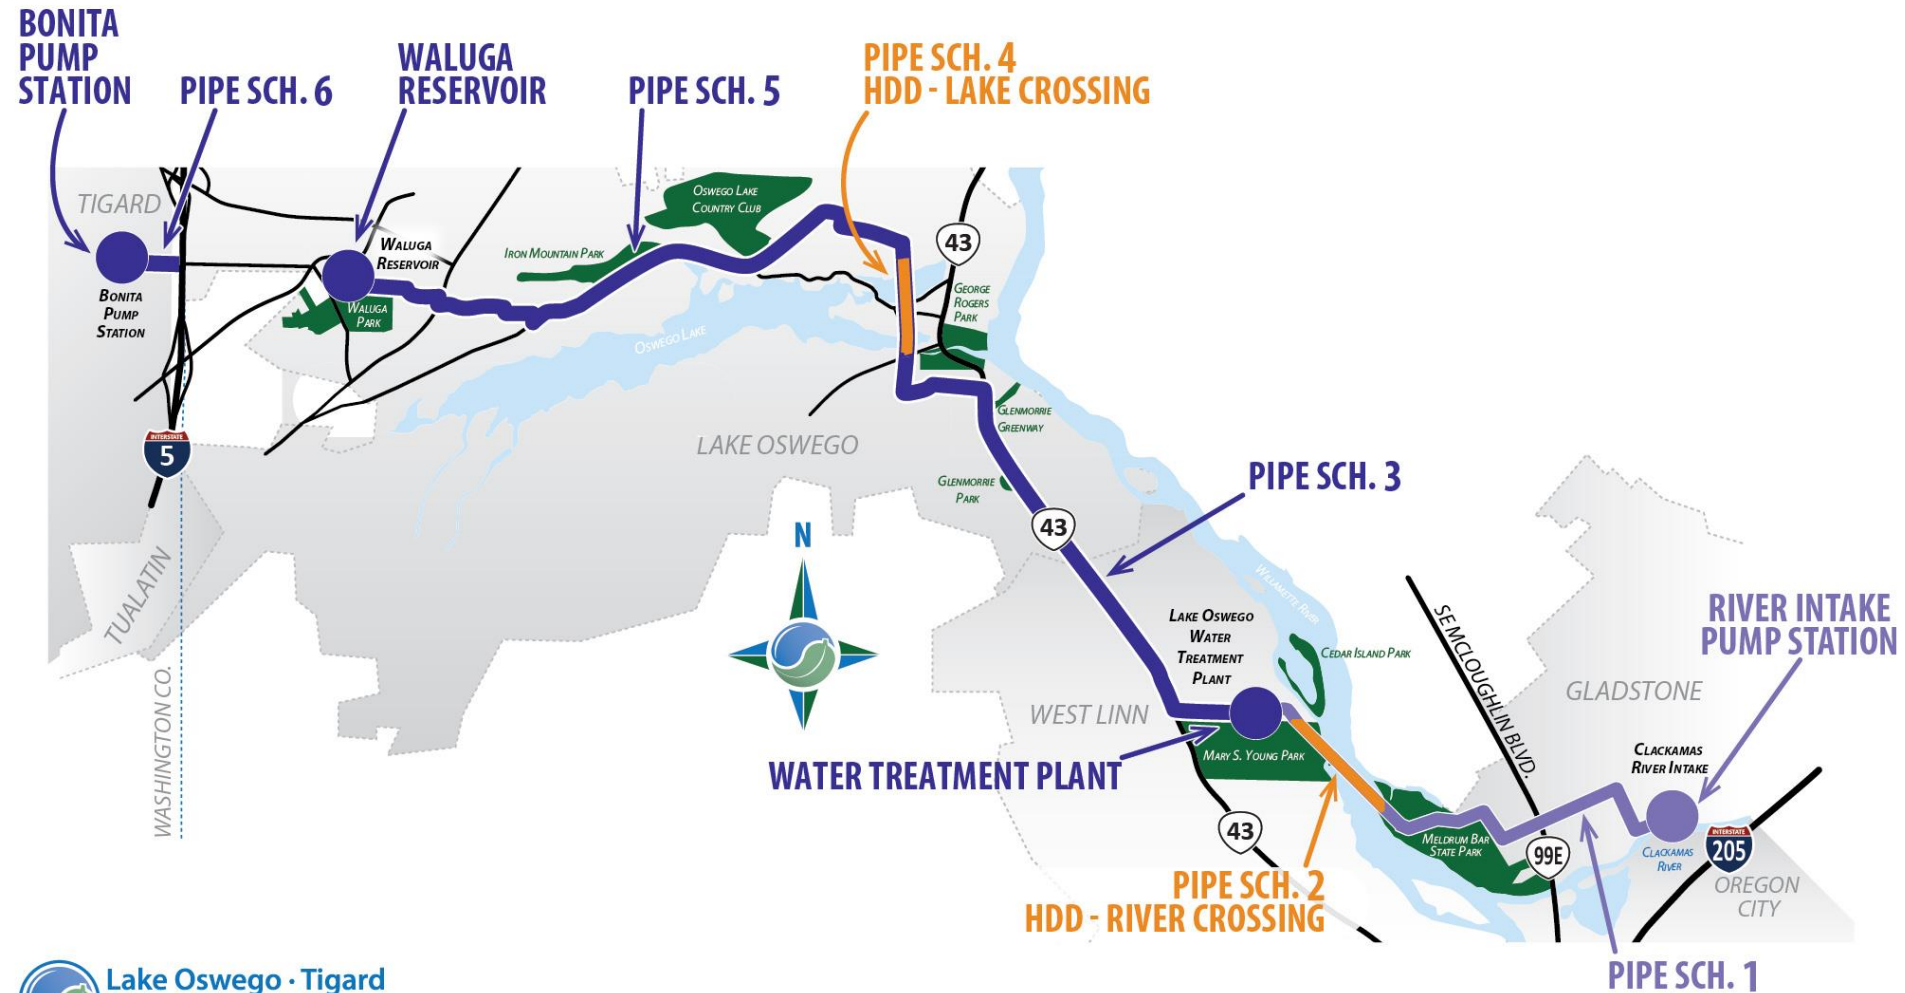 BONITA
PUMP
STATION
PIPE SCH. 6
WALUGA
RESERVOIR
PIPE SCH. 5
PIPE SCH. 4
HDD - LAKE CROSSING
TIGARD
BONITA
PUMP
STATION
WALUGA
RESERVOIR
WALUGA
PARK
IRON MOUNTAIN PARK
OSWEGO LAKE
COUNTRY CLUB
43
GEORGE
ROGERS
PARK
OSWEGO LAKE
GLENMORRIE
GREENWAY
LAKE OSWEGO
INTERSTATE
5
GLENMORRIE
PARK
PIPE SCH. 3
43
N
TUALATIN
WASHINGTON CO.
WILLAMETTE RIVER
LAKE OSWEGO
WATER
TREATMENT
PLANT
CEDAR ISLAND PARK
SE MCLOUGHLIN BLVD.
RIVER INTAKE
PUMP STATION
GLADSTONE
WEST LINN
MARY S. YOUNG PARK
WATER TREATMENT PLANT
CLACKAMAS
RIVER INTAKE
43
MELDRUM BAR
STATE PARK
99E
CLACKAMAS
RIVER
INTERSTATE
205
OREGON
CITY
PIPE SCH. 2
HDD - RIVER CROSSING
PIPE SCH. 1
Lake Oswego · Tigard